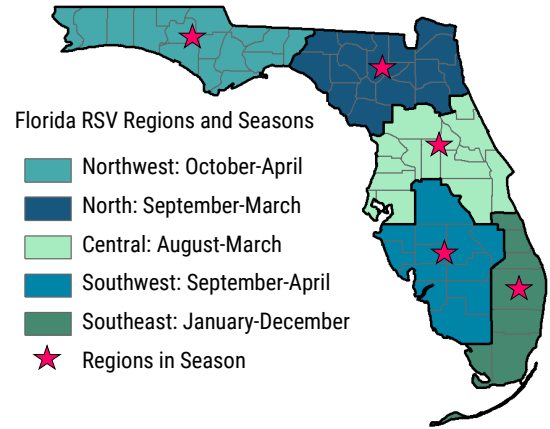 Florida RSV Regions and Seasons
Northwest: October-April
North: September-March
Central: August-March
Southwest: September-April
Southeast: January-December
Regions in Season